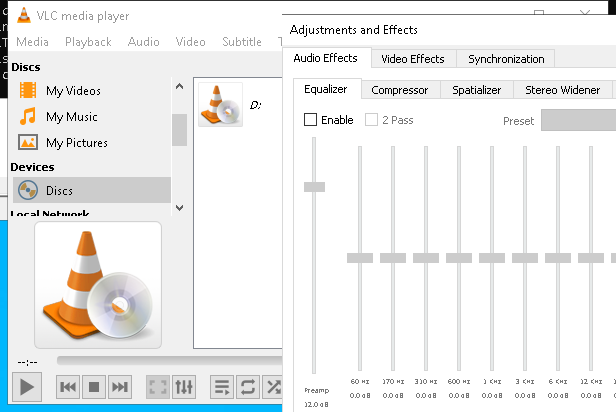 VLC media player
Media Playback Audio Video Subtitle
Discs
My Videos
My Music
My Pictures
Devices
Discs
Local Network
D:
--:--
Adjustments and Effects
Audio Effects Video Effects Synchronization
Equalizer Compressor Spatializer Stereo Widener
Enable 2 Pass Preset
60 Hz 170 Hz 310 Hz 600 Hz 1 KHz 3 KHz 6 KHz 12 KHz
Preamp 0.0 dB 0.0 dB 0.0 dB 0.0 dB 0.0 dB 0.0 dB 0.0 dB 0.0 dB
12.0 dB